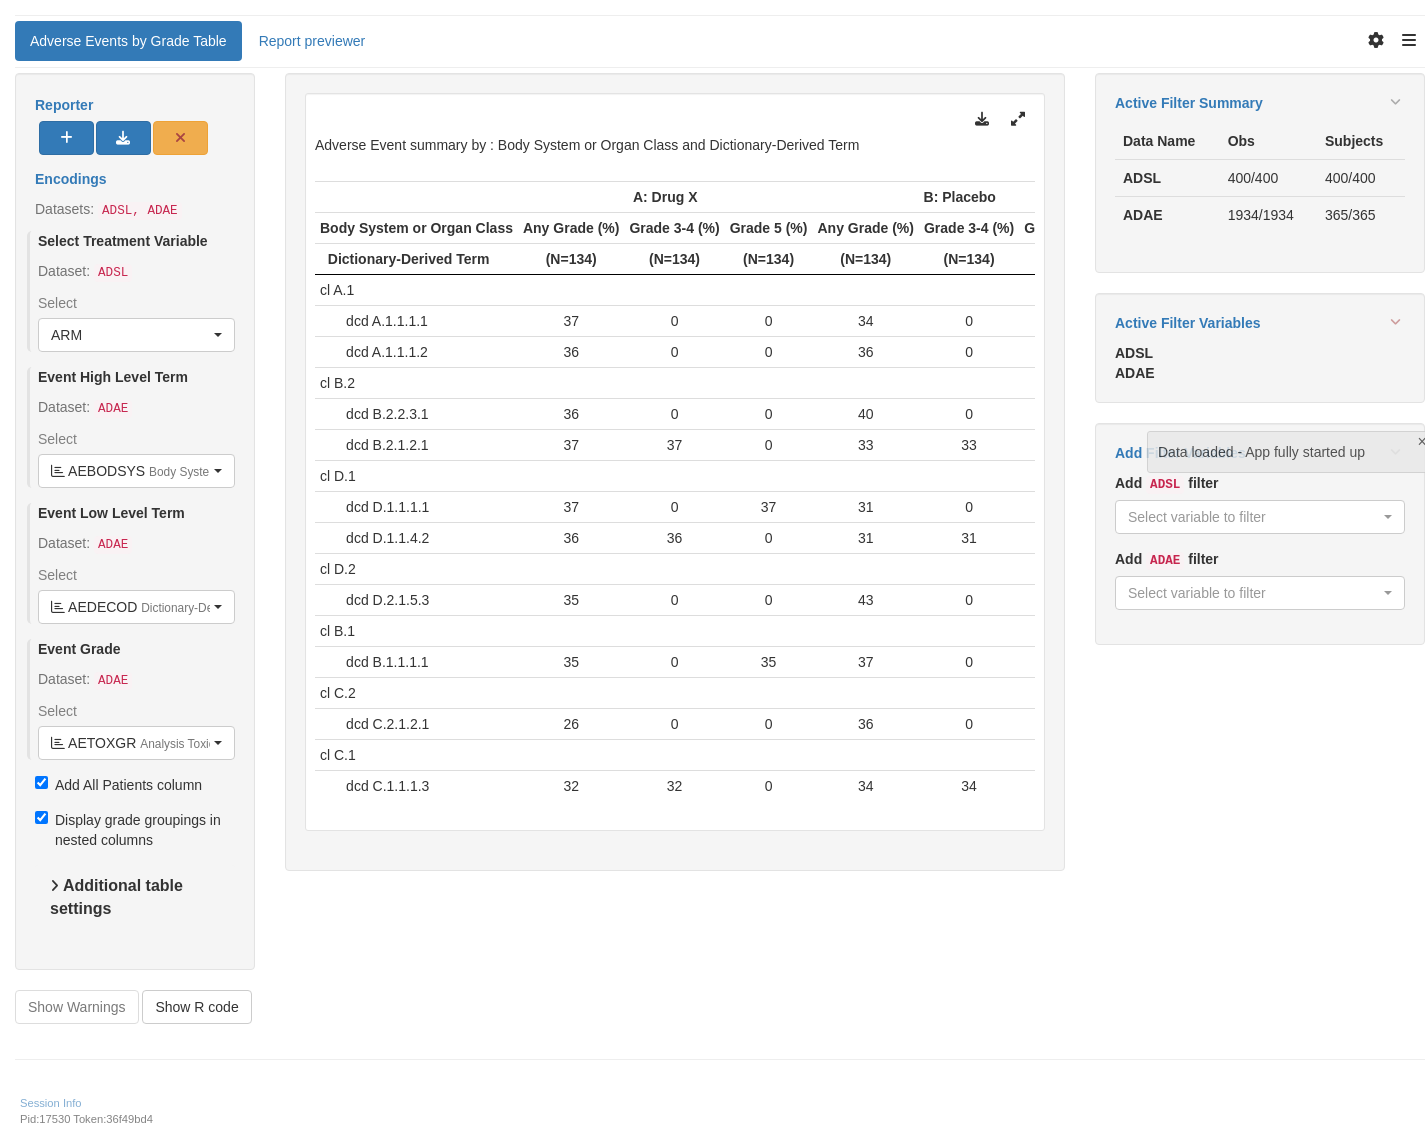 Adverse Events by Grade Table
Report previewer
Reporter
Encodings
Datasets: ADSL, ADAE
Select Treatment Variable
Dataset: ADSL
Select
ARM
Event High Level Term
Dataset: ADAE
Select
AEBODSYS Body Syste
Event Low Level Term
Dataset: ADAE
Select
AEDECOD Dictionary-De
Event Grade
Dataset: ADAE
Select
AETOXGR Analysis Toxi
Add All Patients column
Display grade groupings in
nested columns
Additional table
settings
Show Warnings
Show R code
Adverse Event summary by : Body System or Organ Class and Dictionary-Derived Term
A: Drug X B: Placebo
Body System or Organ Class Any Grade (%) Grade 3-4 (%) Grade 5 (%) Any Grade (%) Grade 3-4 (%) G
Dictionary-Derived Term (N=134) (N=134) (N=134) (N=134) (N=134)
cl A.1
dcd A.1.1.1.1 37 0 0 34 0
dcd A.1.1.1.2 36 0 0 36 0
cl B.2
dcd B.2.2.3.1 36 0 0 40 0
dcd B.2.1.2.1 37 37 0 33 33
cl D.1
dcd D.1.1.1.1 37 0 37 31 0
dcd D.1.1.4.2 36 36 0 31 31
cl D.2
dcd D.2.1.5.3 35 0 0 43 0
cl B.1
dcd B.1.1.1.1 35 0 35 37 0
cl C.2
dcd C.2.1.2.1 26 0 0 36 0
cl C.1
dcd C.1.1.1.3 32 32 0 34 34
Active Filter Summary
Data Name Obs Subjects
ADSL 400/400 400/400
ADAE 1934/1934 365/365
Active Filter Variables
ADSL
ADAE
Add
Data loaded - App fully started up
×
Add ADSL filter
Select variable to filter
Add ADAE filter
Select variable to filter
Session Info
Pid:17530 Token:36f49bd4